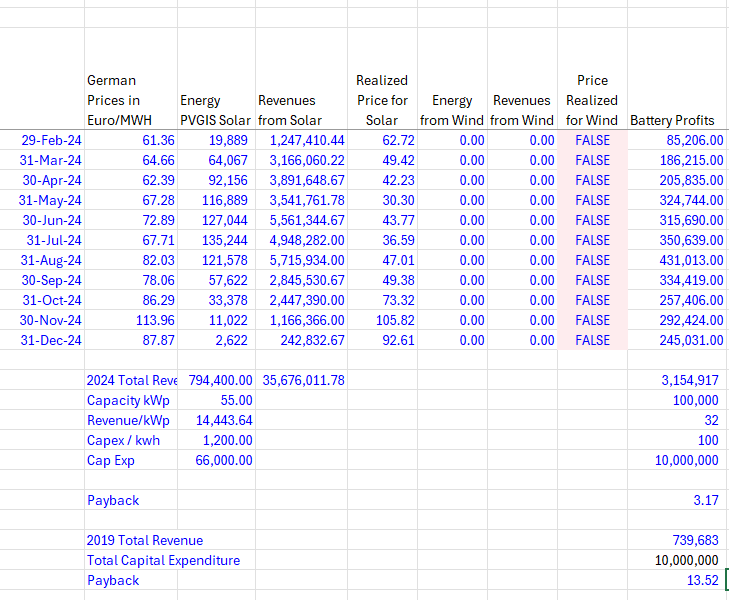 German Prices in Euro/MWH Energy PVGIS Solar Revenues from Solar Realized Price for Solar Energy from Wind Revenues from Wind Price Realized for Wind Battery Profits
29-Feb-24 61.36 19,889 1,247,410.44 62.72 0.00 0.00 FALSE 85,206.00
31-Mar-24 64.66 64,067 3,166,060.22 49.42 0.00 0.00 FALSE 186,215.00
30-Apr-24 62.39 92,156 3,891,648.67 42.23 0.00 0.00 FALSE 205,835.00
31-May-24 67.28 116,889 3,541,761.78 30.30 0.00 0.00 FALSE 324,744.00
30-Jun-24 72.89 127,044 5,561,344.67 43.77 0.00 0.00 FALSE 315,690.00
31-Jul-24 67.71 135,244 4,948,282.00 36.59 0.00 0.00 FALSE 350,639.00
31-Aug-24 82.03 121,578 5,715,934.00 47.01 0.00 0.00 FALSE 431,013.00
30-Sep-24 78.06 57,622 2,845,530.67 49.38 0.00 0.00 FALSE 334,419.00
31-Oct-24 86.29 33,378 2,447,390.00 73.32 0.00 0.00 FALSE 257,406.00
30-Nov-24 113.96 11,022 1,166,366.00 105.82 0.00 0.00 FALSE 292,424.00
31-Dec-24 87.87 2,622 242,832.67 92.61 0.00 0.00 FALSE 245,031.00
2024 Total Reve 794,400.00 35,676,011.78 3,154,917
Capacity kWp 55.00 100,000
Revenue/kWp 14,443.64 32
Capex / kwh 1,200.00 100
Cap Exp 66,000.00 10,000,000
Payback 3.17
2019 Total Revenue 739,683
Total Capital Expenditure 10,000,000
Payback 13.52